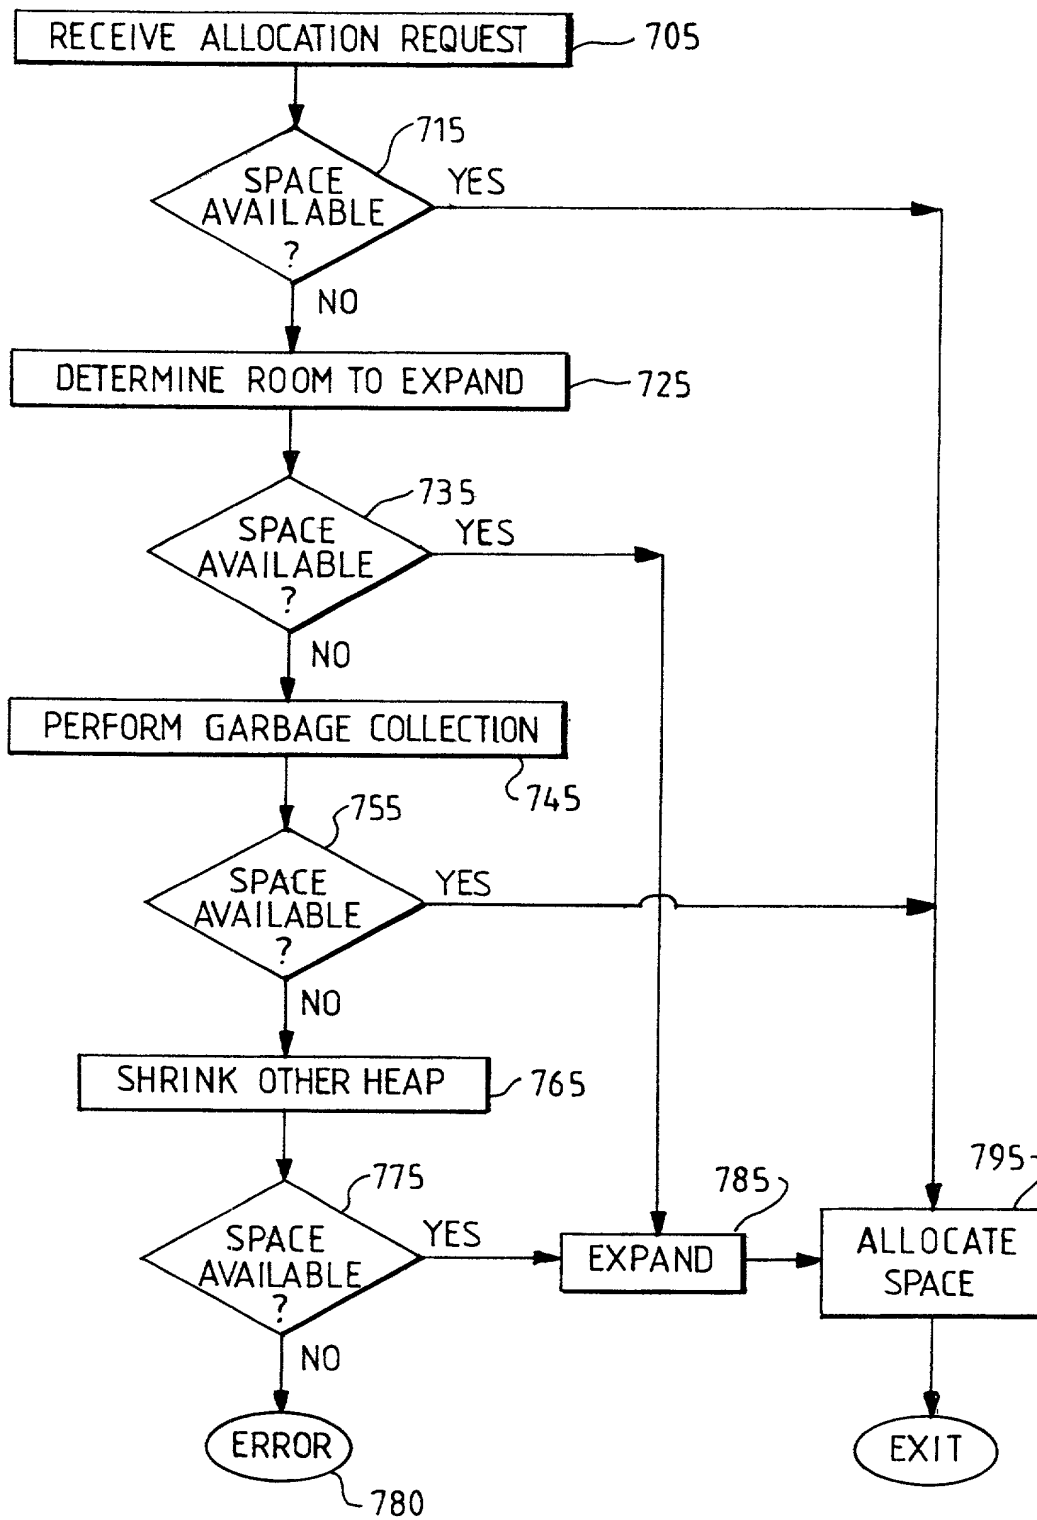 RECEIVE ALLOCATION REQUEST
705
715
SPACE
AVAILABLE
?
YES
NO
DETERMINE ROOM TO EXPAND
725
735
SPACE
AVAILABLE
?
YES
NO
PERFORM GARBAGE COLLECTION
745
755
SPACE
AVAILABLE
?
YES
NO
SHRINK OTHER HEAP
765
775
SPACE
AVAILABLE
?
YES
NO
785
EXPAND
795
ALLOCATE
SPACE
ERROR
780
EXIT